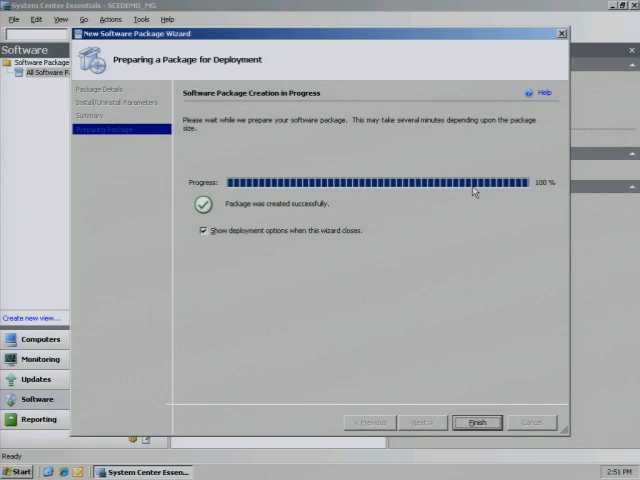 System Center Essentials - SCEDEMO_MG
File Edit View Go Actions Tools Help
New Software Package Wizard
Software
Software Package
All Software P
Preparing a Package for Deployment
Package Details
Install/Uninstall Parameters
Summary
Preparing Package
Software Package Creation in Progress
Help
Please wait while we prepare your software package. This may take several minutes depending upon the package
size.
Progress:
100 %
Package was created successfully.
Show deployment options when this wizard closes.
Create new view...
Computers
Monitoring
Updates
Software
Reporting
< Previous
Next >
Finish
Cancel
Ready
Start
System Center Essen...
2:51 PM